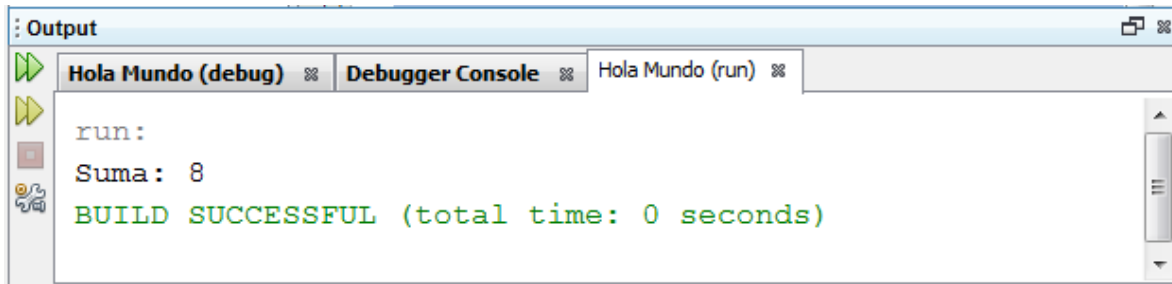 Output
Hola Mundo (debug) Debugger Console Hola Mundo (run)
run:
Suma: 8
BUILD SUCCESSFUL (total time: 0 seconds)